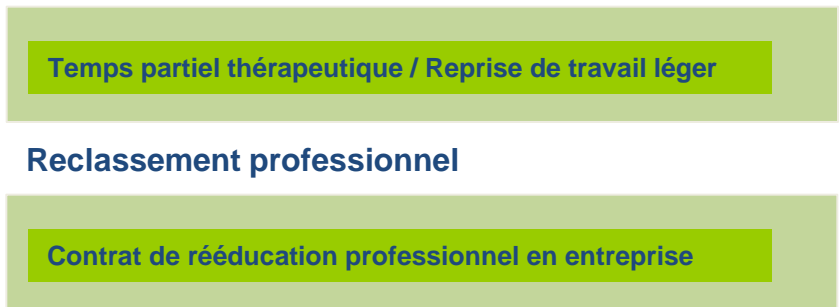 Temps partiel thérapeutique / Reprise de travail léger
Reclassement professionnel
Contrat de rééducation professionnel en entreprise